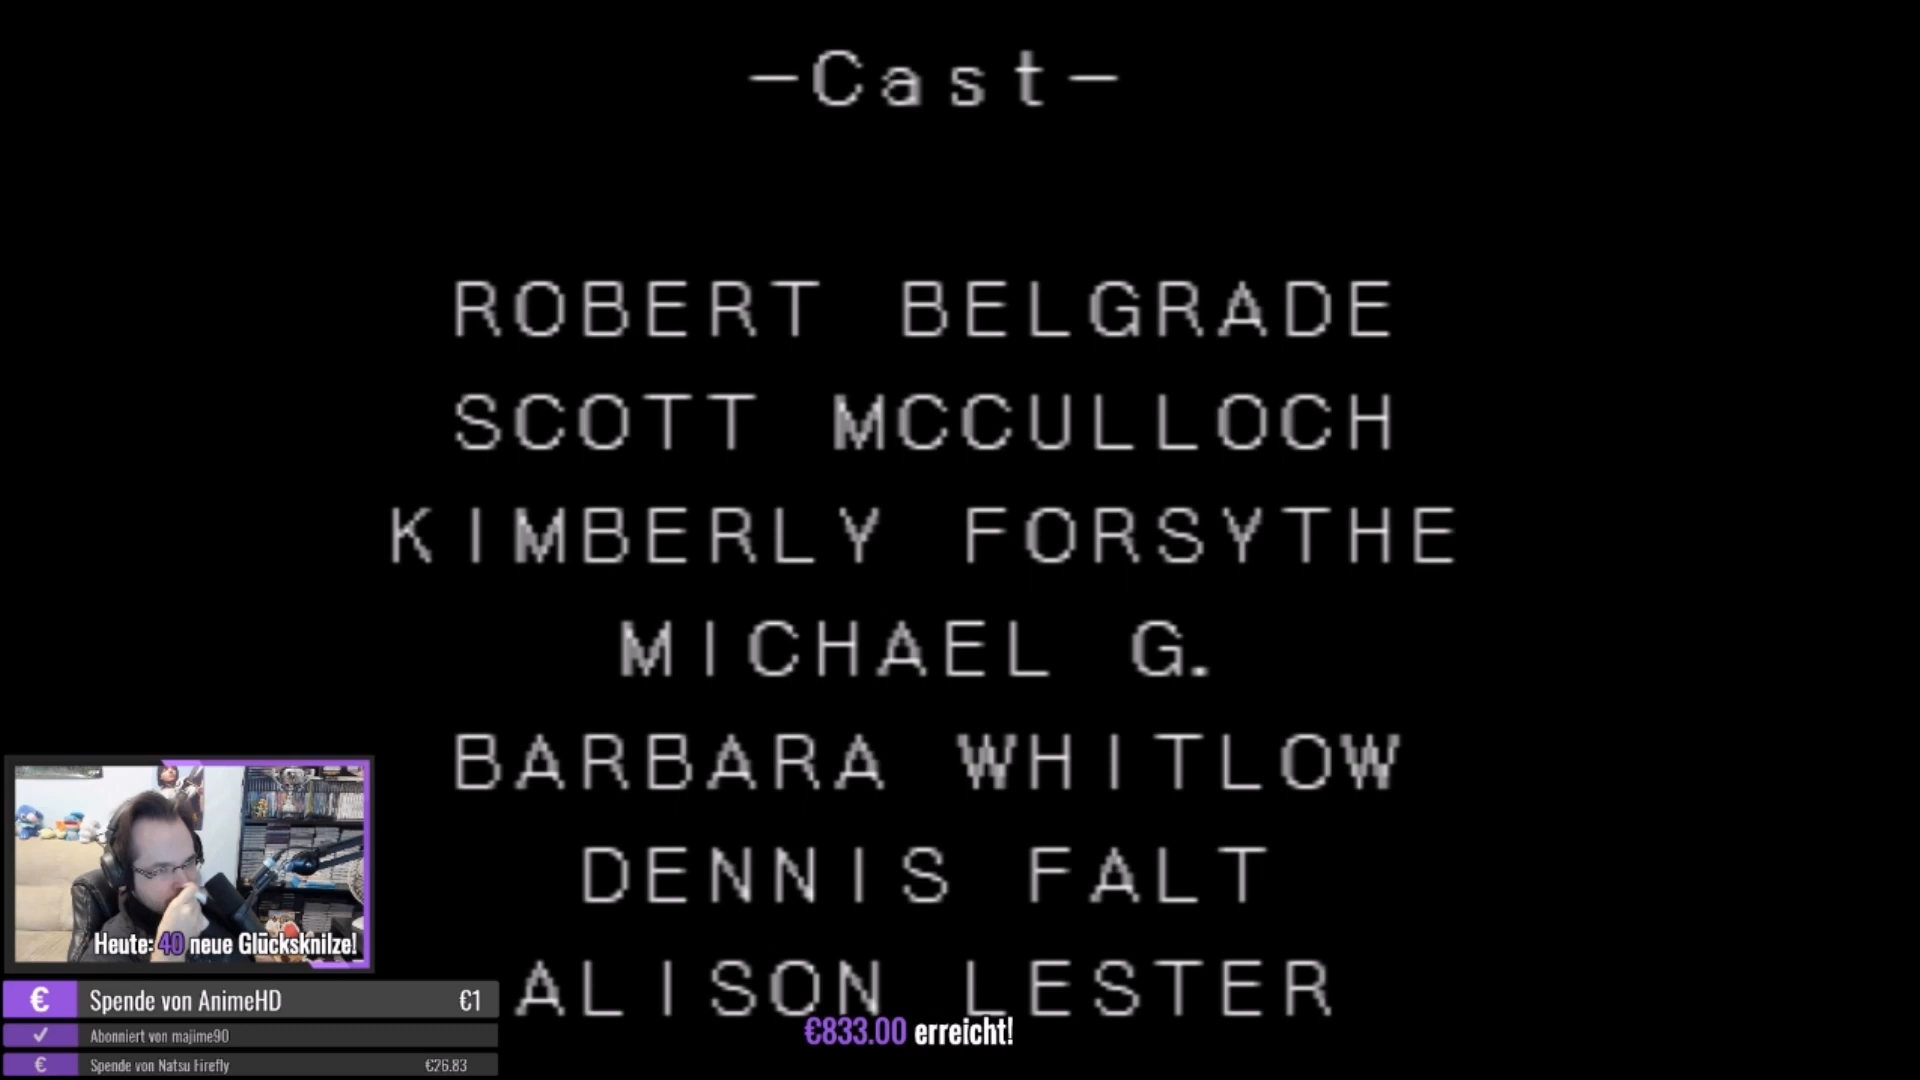 -Cast-
ROBERT BELGRADE
SCOTT MCCULLOCH
KIMBERLY FORSYTHE
MICHAEL G.
BARBARA WHITLOW
DENNIS FALT
ALISON LESTER
Heute: 40 neue Glücksknilze!
€ Spende von AnimeHD €1
✓ Abonniert von majime90
€ Spende von Natsu Firefly €26.83
€833.00 erreicht!